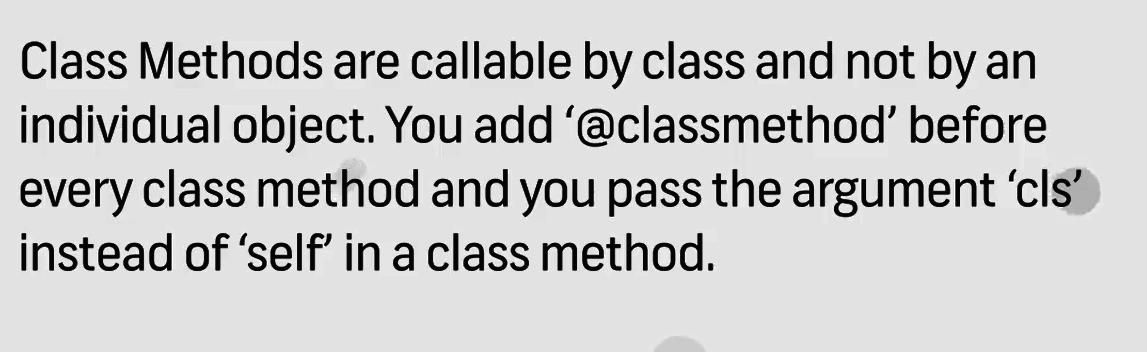 Class Methods are callable by class and not by an
individual object. You add ‘@classmethod’ before
every class method and you pass the argument ‘cls’
instead of ‘self’ in a class method.